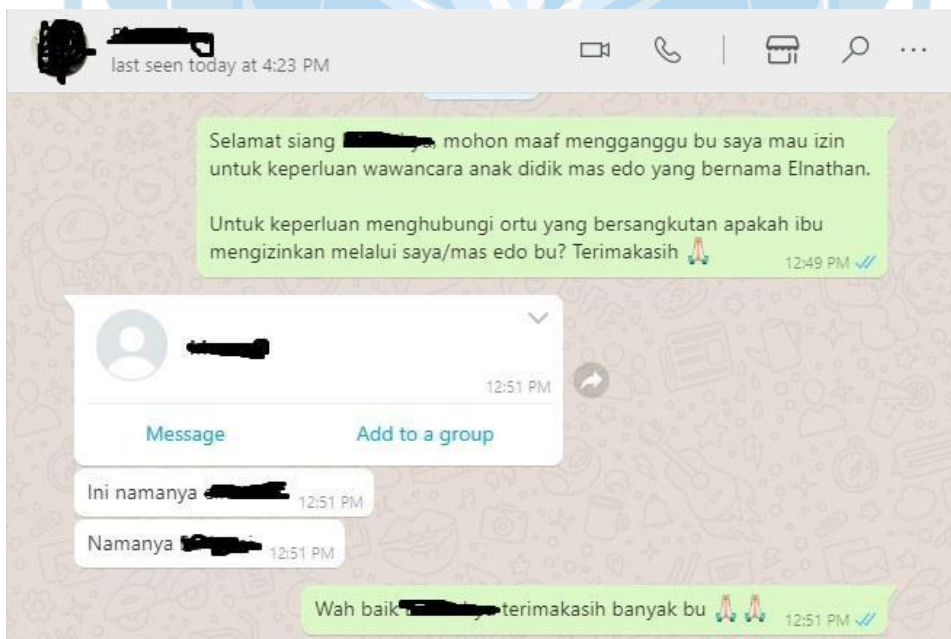 last seen today at 4:23 PM
Selamat siang mohon maaf mengganggu bu saya mau izin
untuk keperluan wawancara anak didik mas edo yang bernama Elnathan.
Untuk keperluan menghubungi ortu yang bersangkutan apakah ibu
mengizinkan melalui saya/mas edo bu? Terimakasih 🙏
12:49 PM
12:51 PM
Message Add to a group
Ini namanya 12:51 PM
Namanya 12:51 PM
Wah baik terimakasih banyak bu 🙏 🙏 12:51 PM